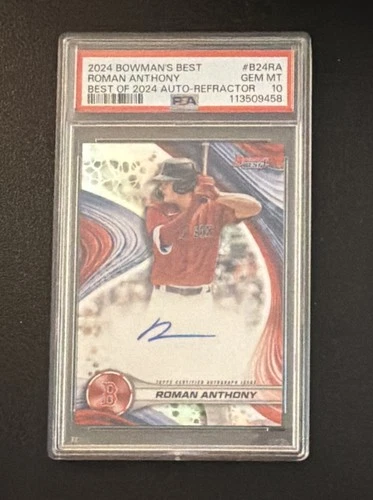 2024 BOWMAN'S BEST #B24RA
ROMAN ANTHONY GEM MT
BEST OF 2024 AUTO-REFRACTOR 10
PSA 113509458
TOPPS CERTIFIED AUTOGRAPH ISSUE
ROMAN ANTHONY
B